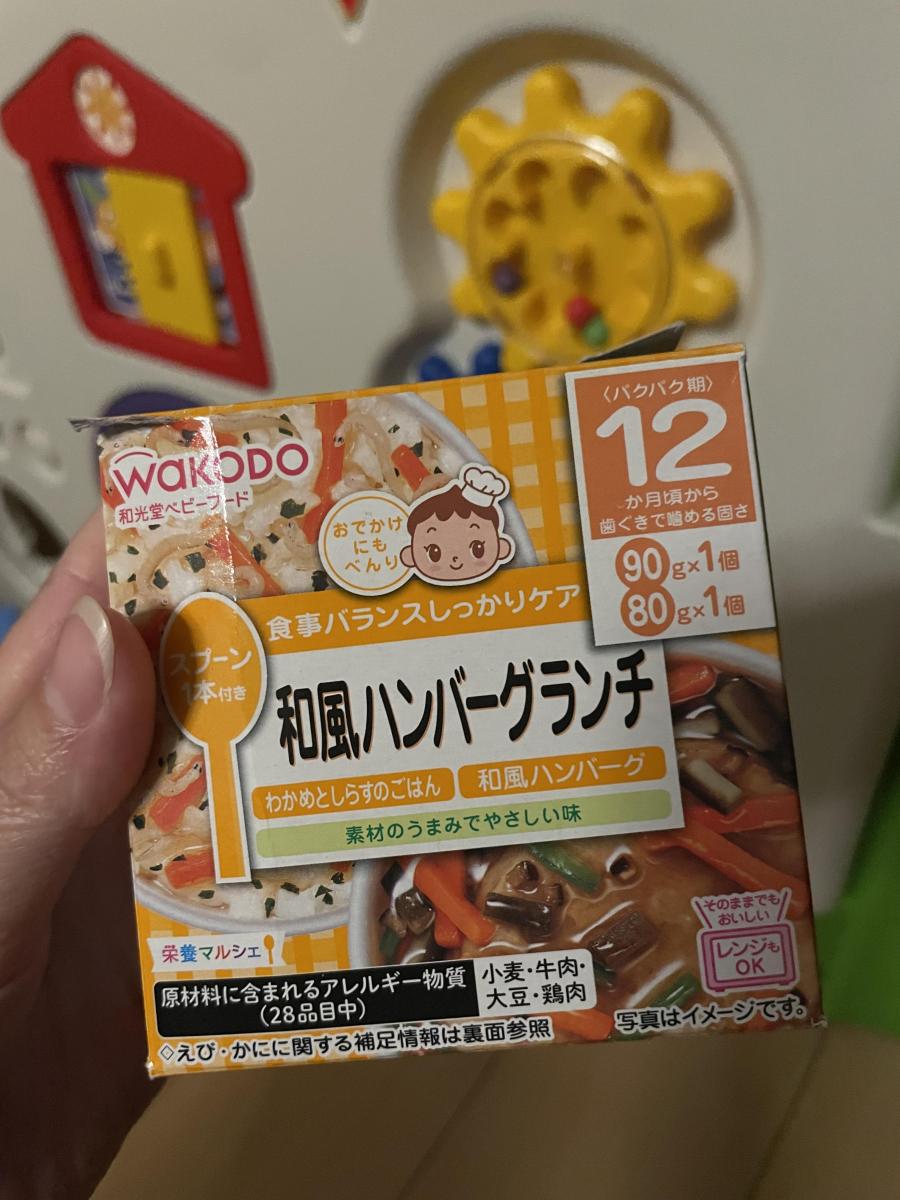 〈パクパク期〉
12
か月頃から
歯ぐきで噛める固さ
90g×1個
80g×1個
WaKODO
和光堂ベビーフード
おでかけ
にも
べんり
食事バランスしっかりケア
スプーン
1本付き
和風ハンバーグランチ
わかめとしらすのごはん
和風ハンバーグ
素材のうまみでやさしい味
そのままでも
おいしい
レンジも
OK
栄養マルシェ
原材料に含まれるアレルギー物質
(28品目中)
小麦・牛肉・
大豆・鶏肉
◇えび・かにに関する補足情報は裏面参照
写真はイメージです。